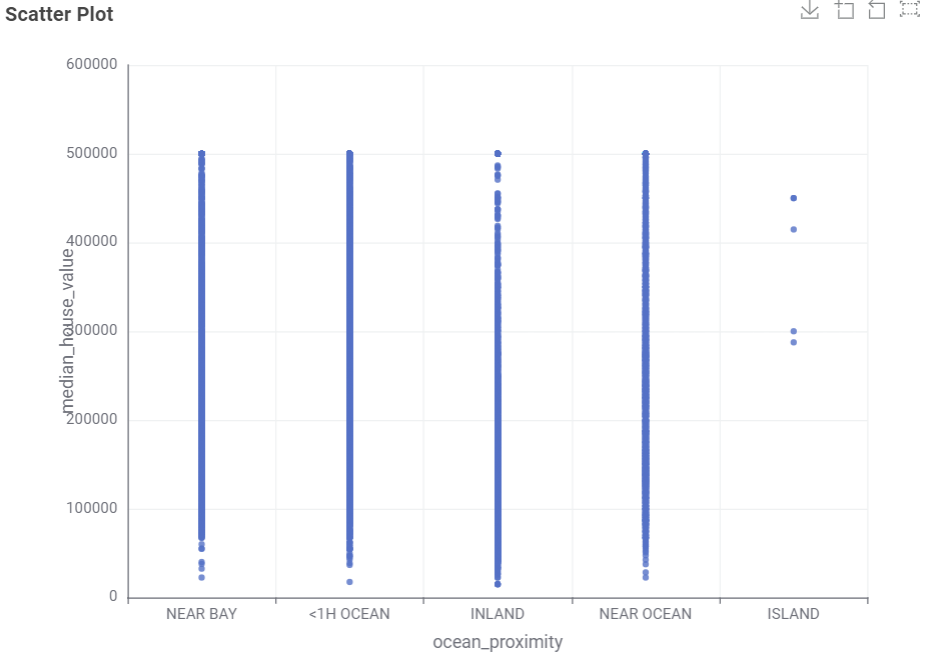 Scatter Plot
600000
500000
400000
300000
200000
100000
0
median_house_value
NEAR BAY
<1H OCEAN
INLAND
NEAR OCEAN
ISLAND
ocean_proximity